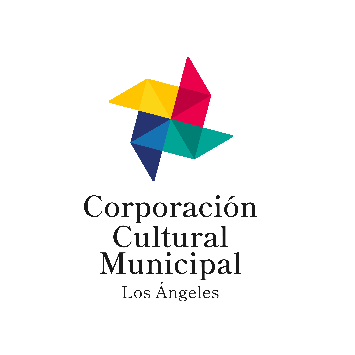 Corporación
Cultural
Municipal
Los Ángeles